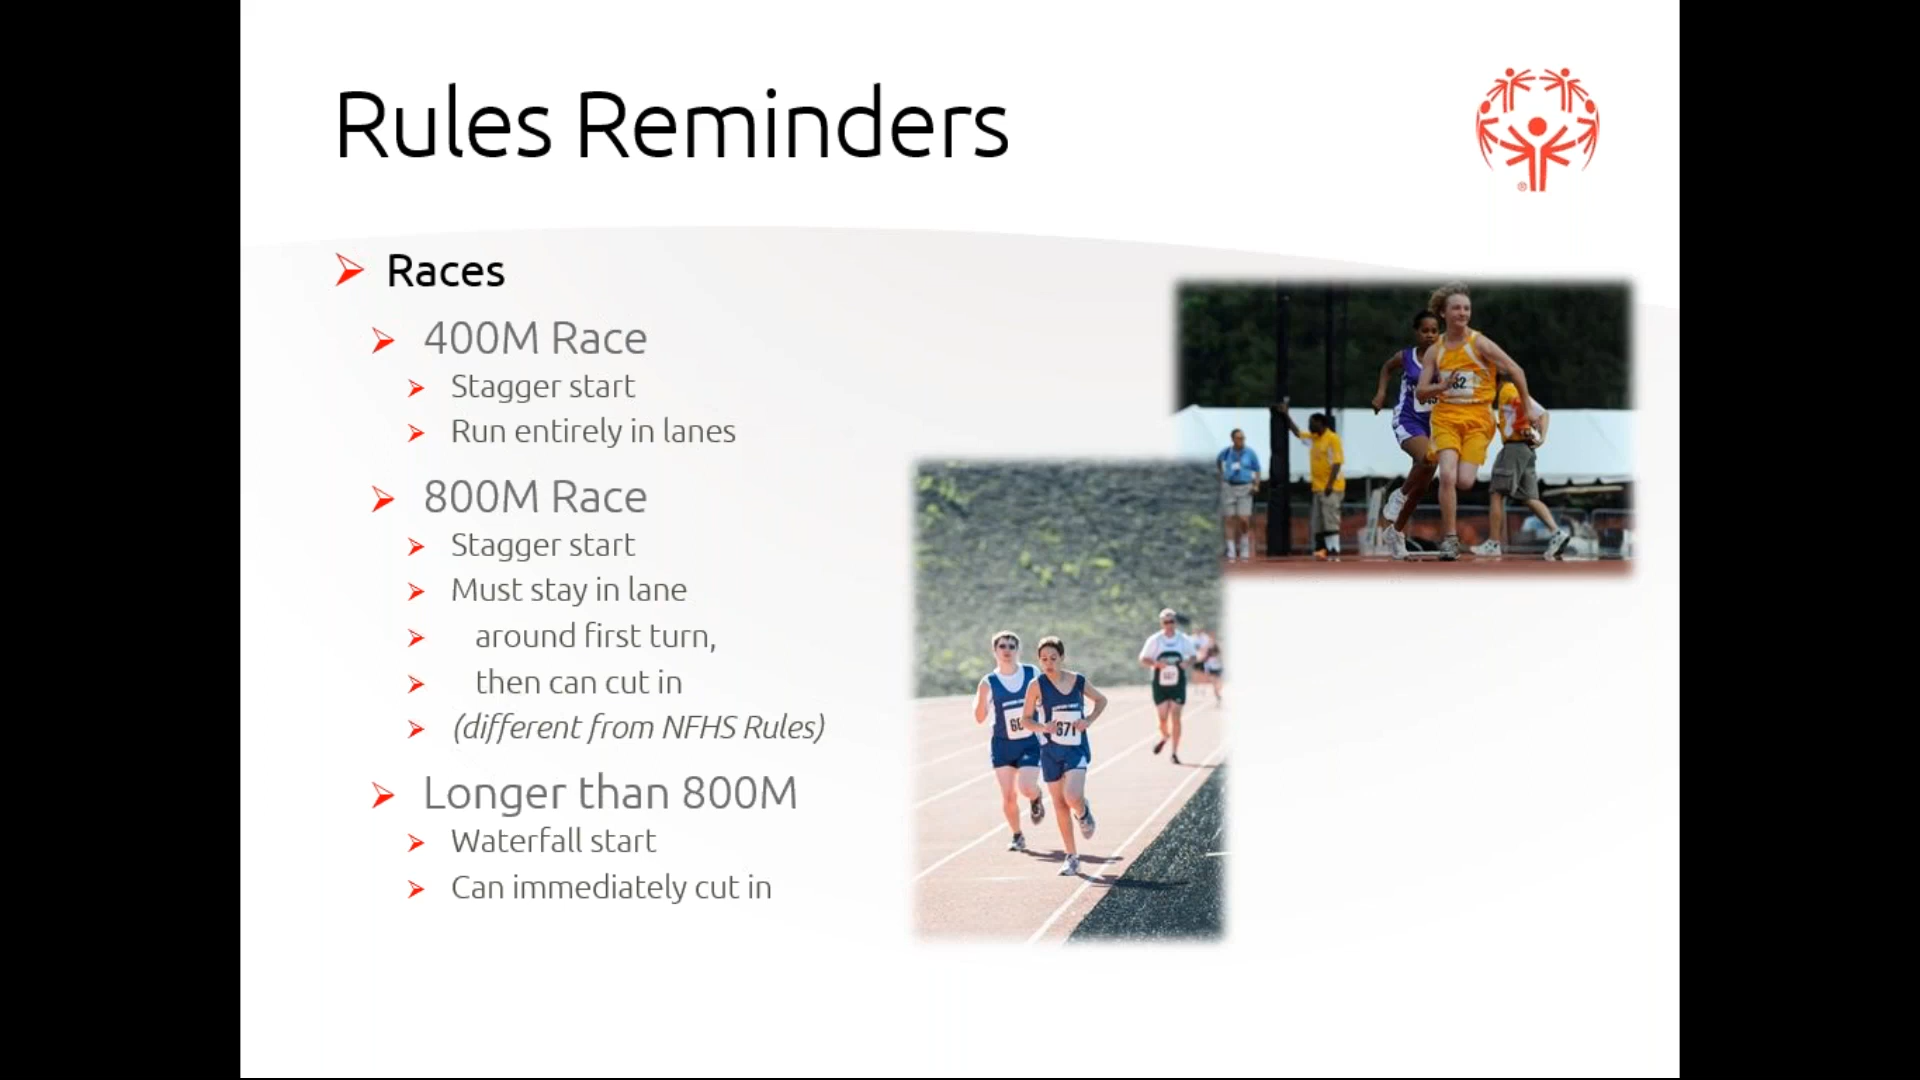 Rules Reminders
®
Races
400M Race
Stagger start
Run entirely in lanes
800M Race
Stagger start
Must stay in lane
around first turn,
then can cut in
(different from NFHS Rules)
Longer than 800M
Waterfall start
Can immediately cut in
671